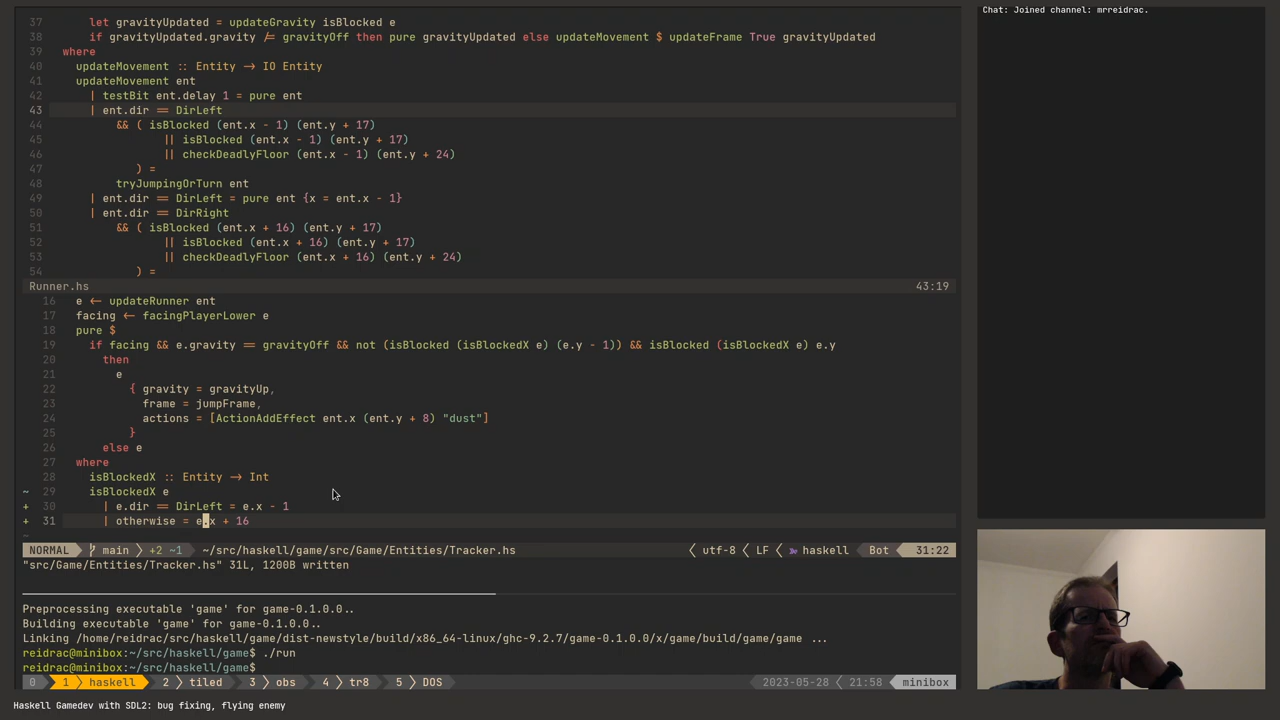 37      let gravityUpdated = updateGravity isBlocked e
38      if gravityUpdated.gravity /= gravityOff then pure gravityUpdated else updateMovement $ updateFrame True gravityUpdated
39  where
40    updateMovement :: Entity -> IO Entity
41    updateMovement ent
42      | testBit ent.delay 1 = pure ent
43      | ent.dir == DirLeft
44          && ( isBlocked (ent.x - 1) (ent.y + 17)
45                 || isBlocked (ent.x - 1) (ent.y + 17)
46                 || checkDeadlyFloor (ent.x - 1) (ent.y + 24)
47             ) =
48          tryJumpingOrTurn ent
49      | ent.dir == DirLeft = pure ent {x = ent.x - 1}
50      | ent.dir == DirRight
51          && ( isBlocked (ent.x + 16) (ent.y + 17)
52                 || isBlocked (ent.x + 16) (ent.y + 17)
53                 || checkDeadlyFloor (ent.x + 16) (ent.y + 24)
54             ) =
Runner.hs 43:19
16  e <- updateRunner ent
17  facing <- facingPlayerLower e
18  pure $
19    if facing && e.gravity == gravityOff && not (isBlocked (isBlockedX e) (e.y - 1)) && isBlocked (isBlockedX e) e.y
20      then
21        e
22          { gravity = gravityUp,
23            frame = jumpFrame,
24            actions = [ActionAddEffect ent.x (ent.y + 8) "dust"]
25          }
26      else e
27  where
28    isBlockedX :: Entity -> Int
~ 29    isBlockedX e
+ 30      | e.dir == DirLeft = e.x - 1
+ 31      | otherwise = e.x + 16
~
NORMAL main +2 ~1 ~/src/haskell/game/src/Game/Entities/Tracker.hs utf-8 LF haskell Bot 31:22
"src/Game/Entities/Tracker.hs" 31L, 1200B written
Preprocessing executable 'game' for game-0.1.0.0..
Building executable 'game' for game-0.1.0.0..
Linking /home/reidrac/src/haskell/game/dist-newstyle/build/x86_64-linux/ghc-9.2.7/game-0.1.0.0/x/game/build/game/game ...
reidrac@minibox:~/src/haskell/game$ ./run
reidrac@minibox:~/src/haskell/game$
0 1 haskell 2 tiled 3 obs 4 tr8 5 DOS 2023-05-28 21:58 minibox
Haskell Gamedev with SDL2: bug fixing, flying enemy
Chat: Joined channel: mrreidrac.